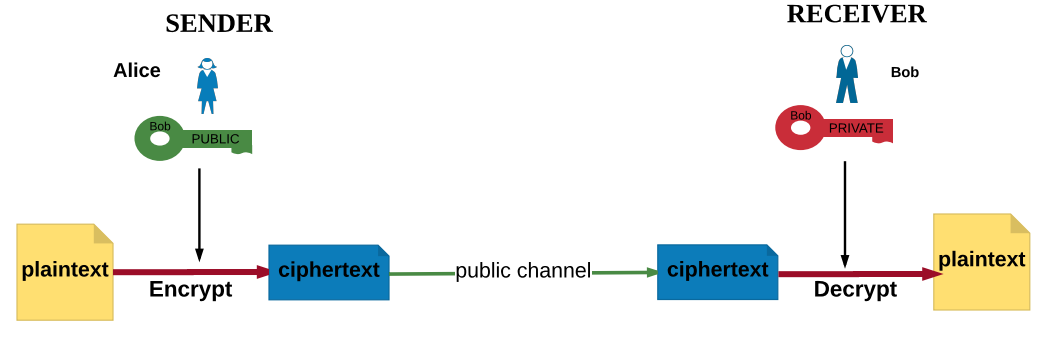 SENDER
RECEIVER
Alice
Bob
Bob
PUBLIC
Bob
PRIVATE
plaintext
Encrypt
ciphertext
public channel
ciphertext
Decrypt
plaintext